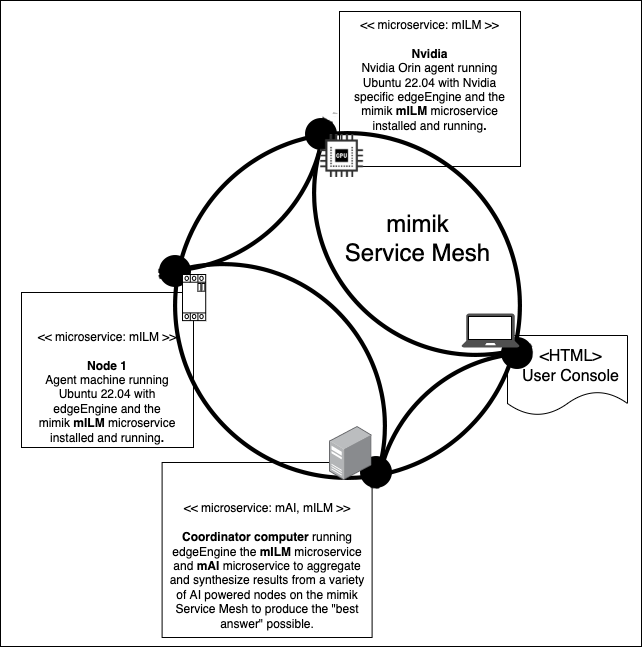 << microservice: mILM >>
Nvidia
Nvidia Orin agent running
Ubuntu 22.04 with Nvidia
specific edgeEngine and the
mimik mILM microservice
installed and running.
GPU
mimik
Service Mesh
<< microservice: mILM >>
Node 1
Agent machine running
Ubuntu 22.04 with
edgeEngine and the
mimik mILM microservice
installed and running.
<HTML>
User Console
<< microservice: mAI, mILM >>
Coordinator computer running
edgeEngine the mILM microservice
and mAI microservice to aggregate
and synthesize results from a variety
of AI powered nodes on the mimik
Service Mesh to produce the "best
answer" possible.